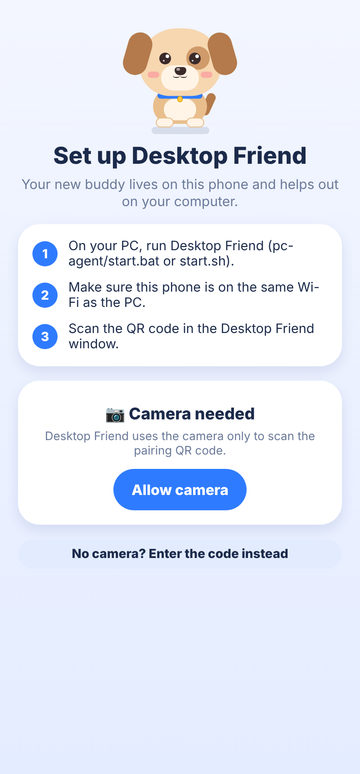 Set up Desktop Friend
Your new buddy lives on this phone and helps out
on your computer.
1 On your PC, run Desktop Friend (pc-
agent/start.bat or start.sh).
2 Make sure this phone is on the same Wi-
Fi as the PC.
3 Scan the QR code in the Desktop Friend
window.
📷 Camera needed
Desktop Friend uses the camera only to scan the
pairing QR code.
Allow camera
No camera? Enter the code instead